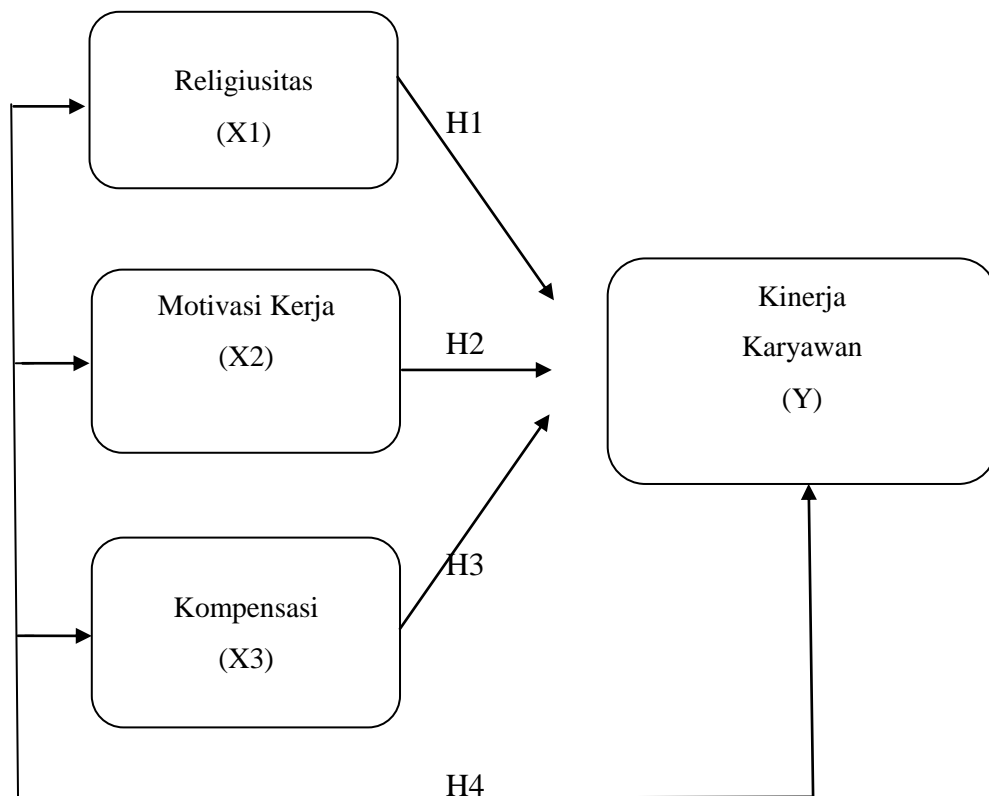 Religiusitas
(X1)
H1
Motivasi Kerja
(X2)
H2
Kinerja
Karyawan
(Y)
H3
Kompensasi
(X3)
H4